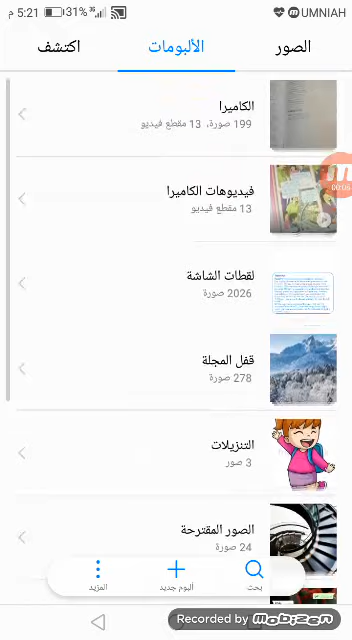 UMNIAH
31%
5:21 م
الصور
الألبومات
اكتشف
الكاميرا
199 صورة، 13 مقطع فيديو
00:05
فيديوهات الكاميرا
13 مقطع فيديو
لقطات الشاشة
2026 صورة
قفل المجلة
278 صورة
التنزيلات
3 صور
الصور المقترحة
24 صورة
بحث
ألبوم جديد
المزيد
Recorded by mobizen